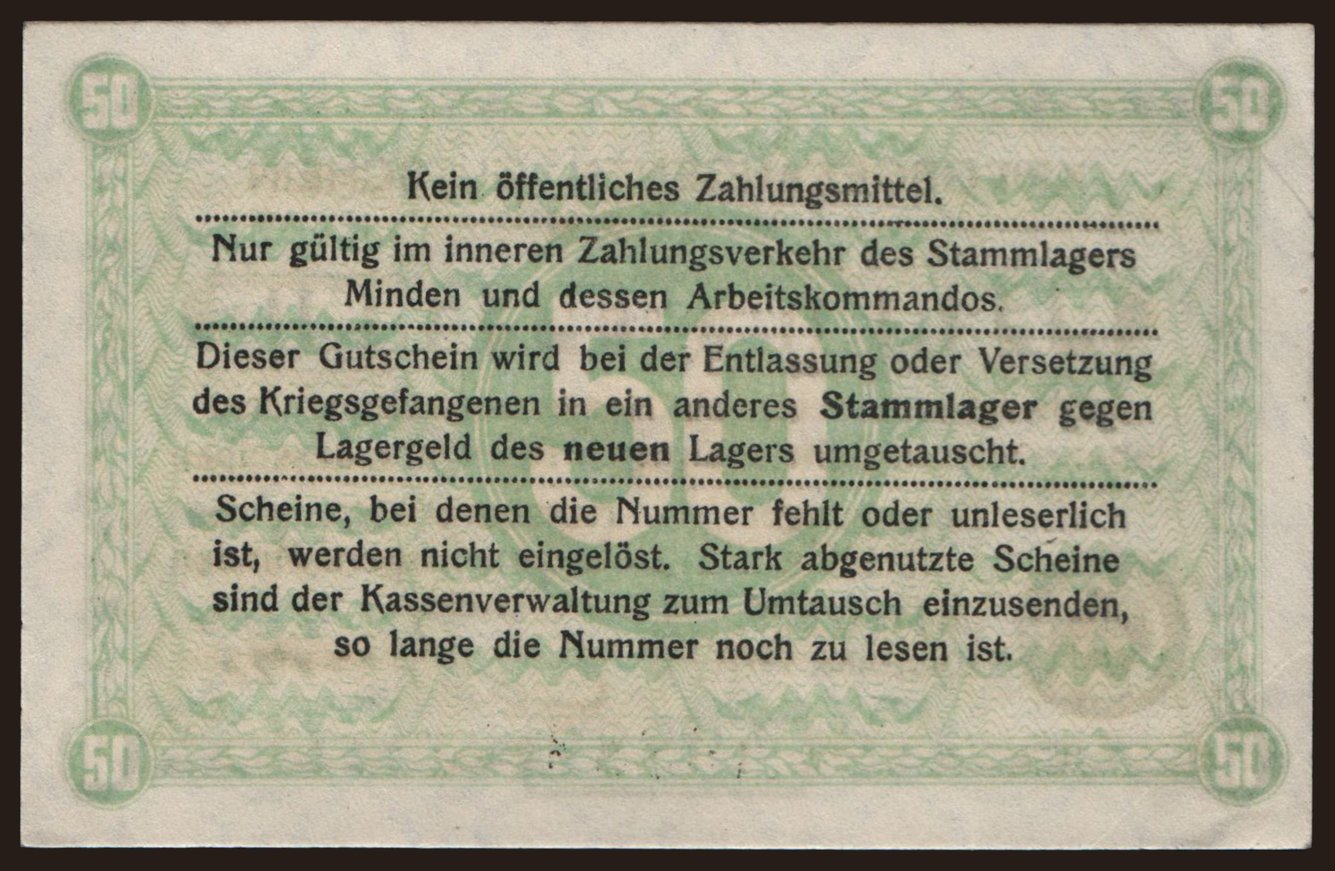 50 50
Kein öffentliches Zahlungsmittel.
Nur gültig im inneren Zahlungsverkehr des Stammlagers
Minden und dessen Arbeitskommandos.
Dieser Gutschein wird bei der Entlassung oder Versetzung
des Kriegsgefangenen in ein anderes Stammlager gegen
Lagergeld des neuen Lagers umgetauscht.
50
Scheine, bei denen die Nummer fehlt oder unleserlich
ist, werden nicht eingelöst. Stark abgenutzte Scheine
sind der Kassenverwaltung zum Umtausch einzusenden,
so lange die Nummer noch zu lesen ist.
50 50